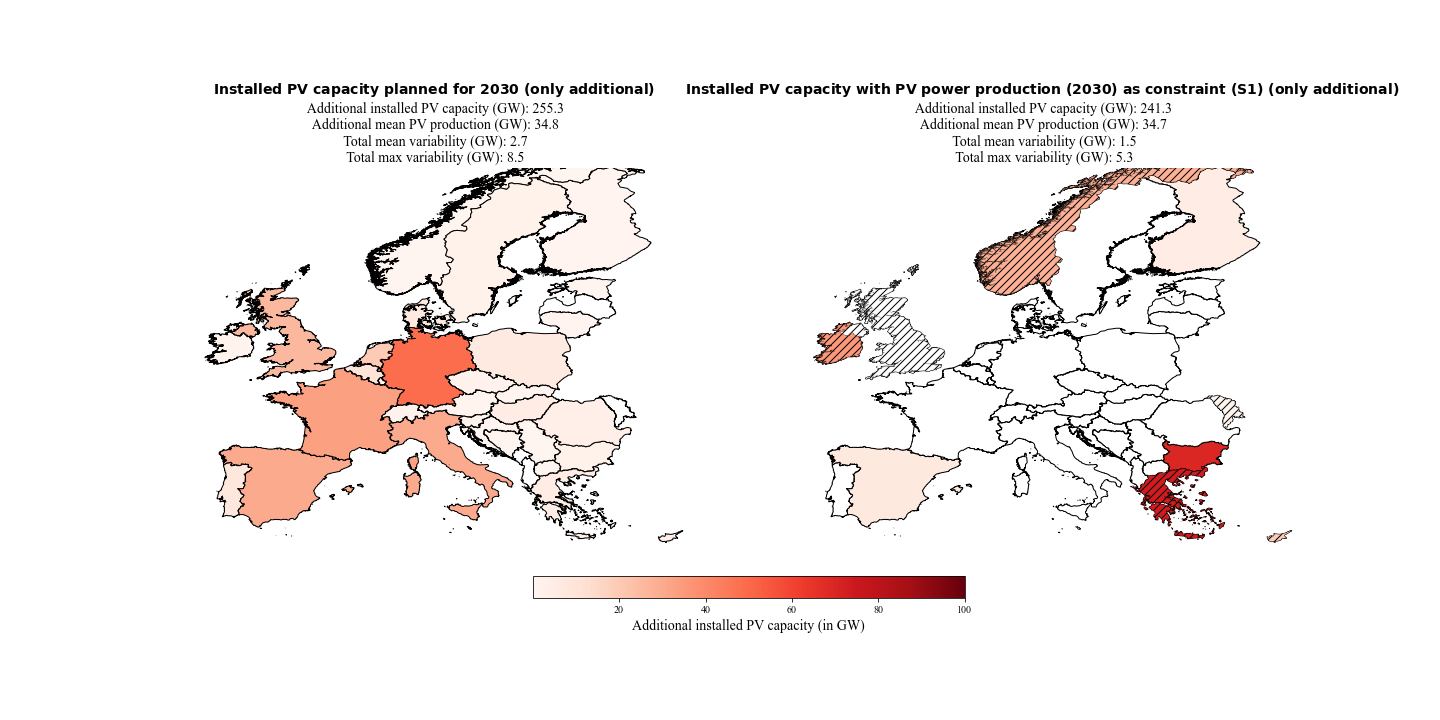 Installed PV capacity planned for 2030 (only additional)
Additional installed PV capacity (GW): 255.3
Additional mean PV production (GW): 34.8
Total mean variability (GW): 2.7
Total max variability (GW): 8.5
Installed PV capacity with PV power production (2030) as constraint (S1) (only additional)
Additional installed PV capacity (GW): 241.3
Additional mean PV production (GW): 34.7
Total mean variability (GW): 1.5
Total max variability (GW): 5.3
20 40 60 80 100
Additional installed PV capacity (in GW)